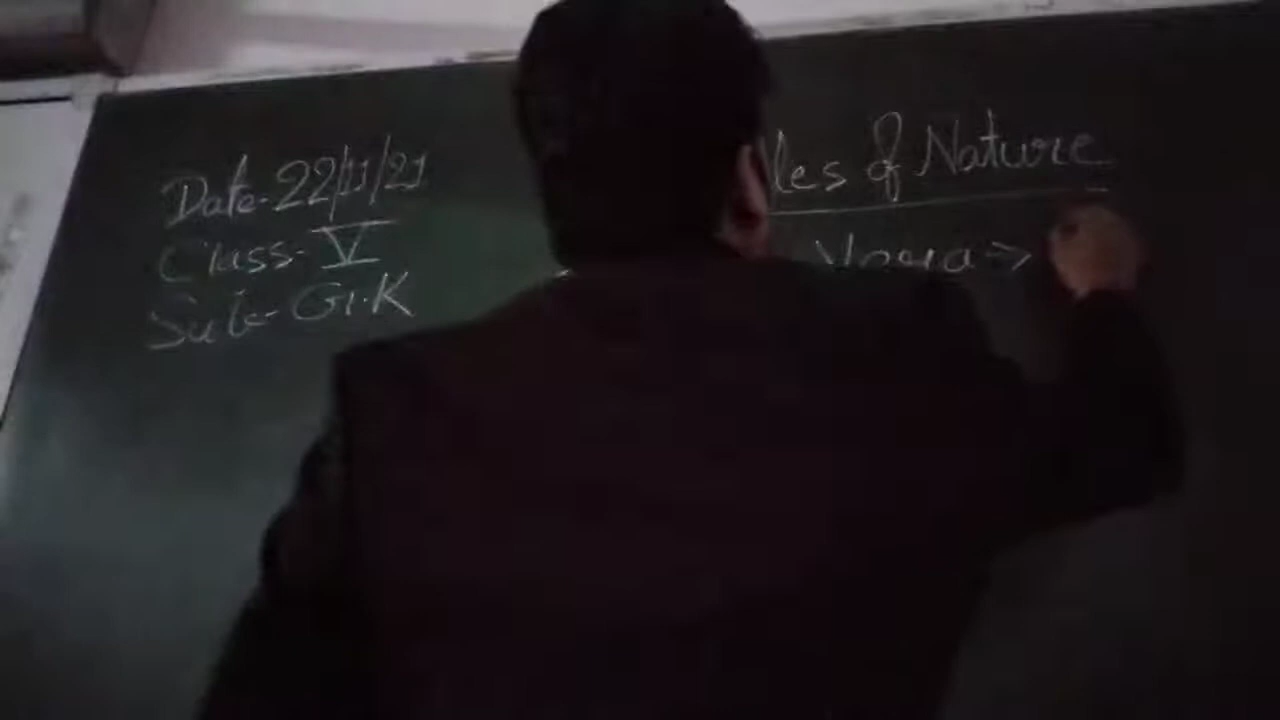 Date-22/11/21
Class-V
Sub-G.K
les of Nature